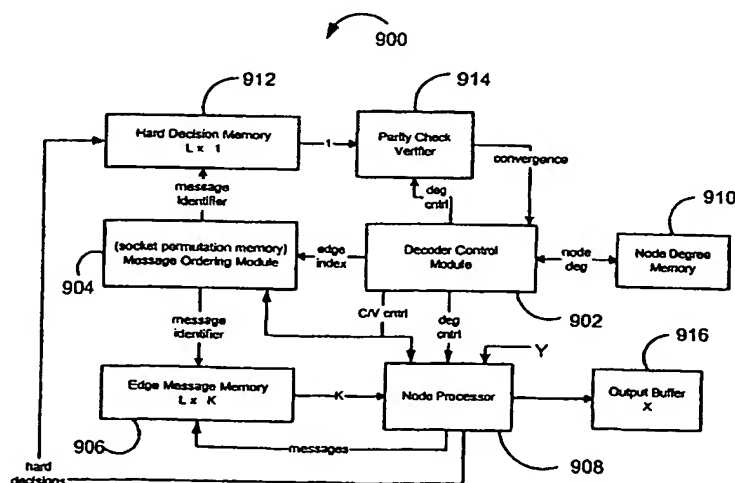 900
912
914
Hard Decision Memory
L x 1
1
Parity Check
Verifier
convergence
message
identifier
deg
cntrl
910
(socket permutation memory)
Message Ordering Module
edge
index
Decoder Control
Module
node
deg
Node Degree
Memory
904
message
identifier
C/V cntrl
deg
cntrl
902
916
Y
Edge Message Memory
L x K
K
Node Processor
Output Buffer
X
906
messages
908
hard
decisions